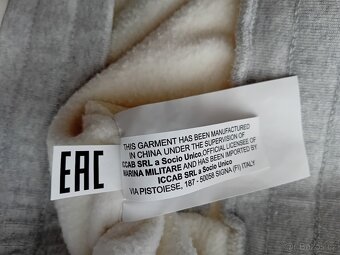 EAC
THIS GARMENT HAS BEEN MANUFACTURED
IN CHINA UNDER THE SUPERVISION OF
ICCAB SRL a Socio Unico.OFFICIAL LICENSEE OF
MARINA MILITARE AND HAS BEEN IMPORTED BY
ICCAB SRL a Socio Unico
VIA PISTOIESE, 187 - 50058 SIGNA (FI) ITALY